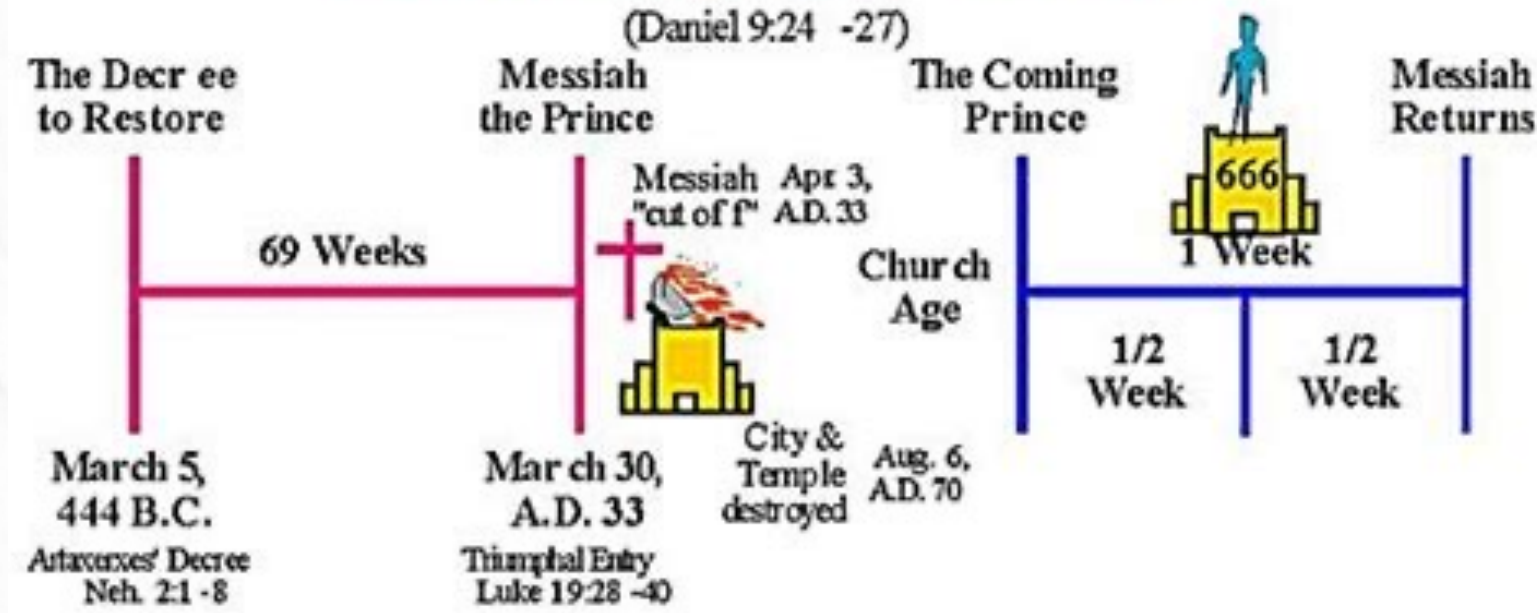 (Daniel 9:24 -27)
The Decr ee
to Restore
Messiah
the Prince
The Coming
Prince
Messiah
Returns
666
Messiah Apr. 3,
"cut of f" A.D. 33
69 Weeks
Church
Age
1 Week
1/2
Week
1/2
Week
March 5,
444 B.C.
Artaxerxes' Decree
Neh. 2:1 -8
Mar ch 30,
A.D. 33
Triumphal Entry
Luke 19:28 -40
City &
Temple
destroyed
Aug. 6,
A.D. 70